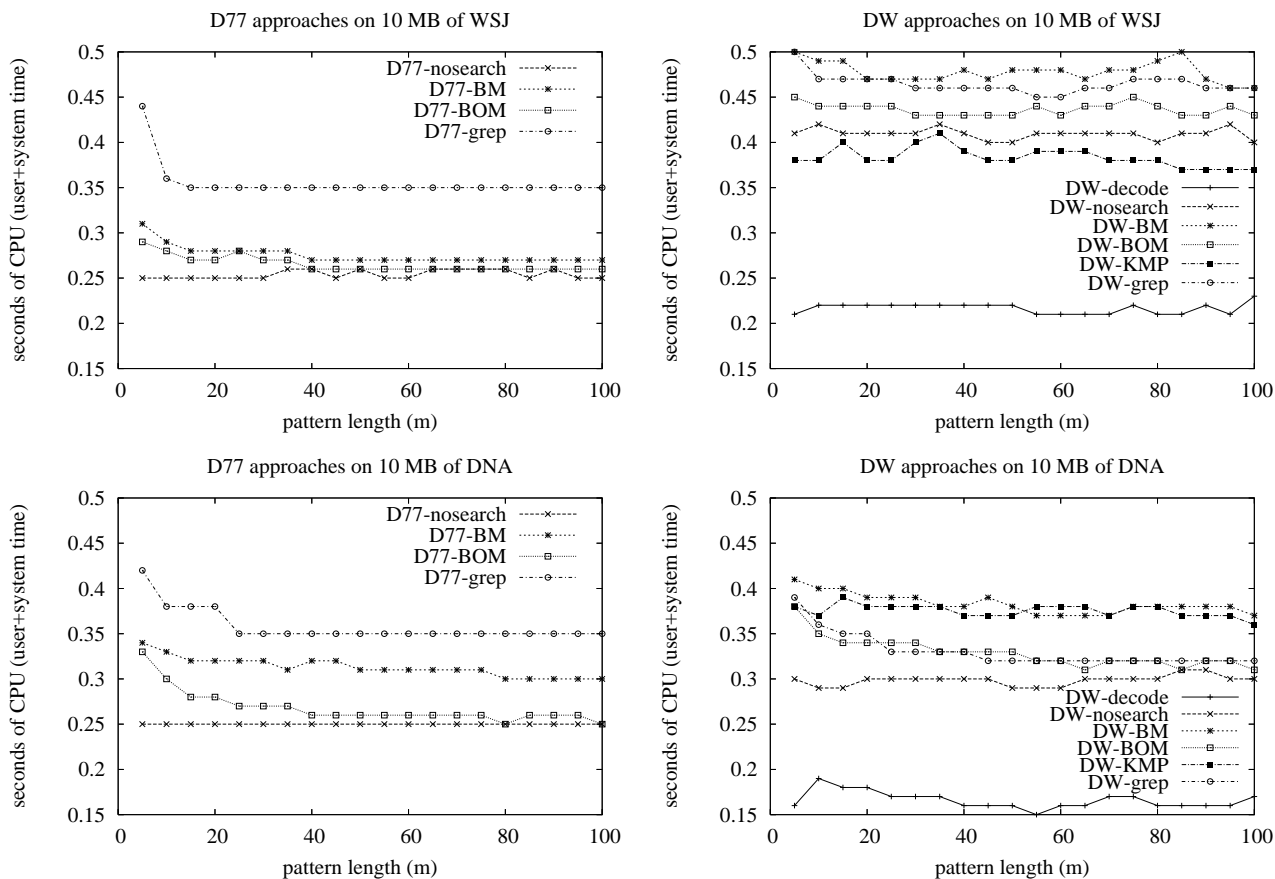 D77 approaches on 10 MB of WSJ
seconds of CPU (user+system time)
0.5
0.45
0.4
0.35
0.3
0.25
0.2
0.15
0 20 40 60 80 100
pattern length (m)
D77-nosearch
D77-BM
D77-BOM
D77-grep
DW approaches on 10 MB of WSJ
seconds of CPU (user+system time)
0.5
0.45
0.4
0.35
0.3
0.25
0.2
0.15
0 20 40 60 80 100
pattern length (m)
DW-decode
DW-nosearch
DW-BM
DW-BOM
DW-KMP
DW-grep
D77 approaches on 10 MB of DNA
seconds of CPU (user+system time)
0.5
0.45
0.4
0.35
0.3
0.25
0.2
0.15
0 20 40 60 80 100
pattern length (m)
D77-nosearch
D77-BM
D77-BOM
D77-grep
DW approaches on 10 MB of DNA
seconds of CPU (user+system time)
0.5
0.45
0.4
0.35
0.3
0.25
0.2
0.15
0 20 40 60 80 100
pattern length (m)
DW-decode
DW-nosearch
DW-BM
DW-BOM
DW-KMP
DW-grep